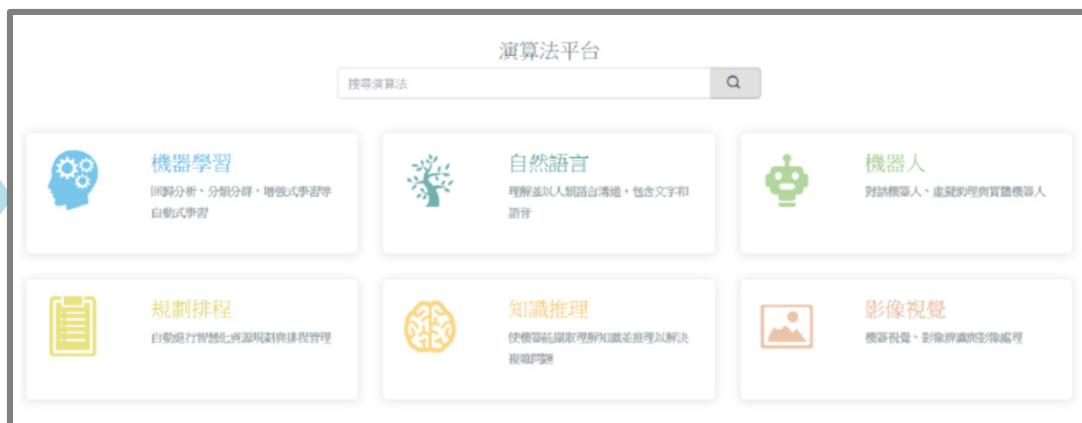 演算法平台
搜尋演算法
機器學習
回歸分析、分類分群、增強式學習等
自動式學習
自然語言
理解並以人類語言溝通,包含文字和
語音
機器人
對話機器人、虛擬助理與實體機器人
規劃排程
自動進行智慧化資源規劃與排程管理
知識推理
使機器能擷取理解知識並推理以解決
複雜問題
影像視覺
機器視覺、影像辨識與影像處理